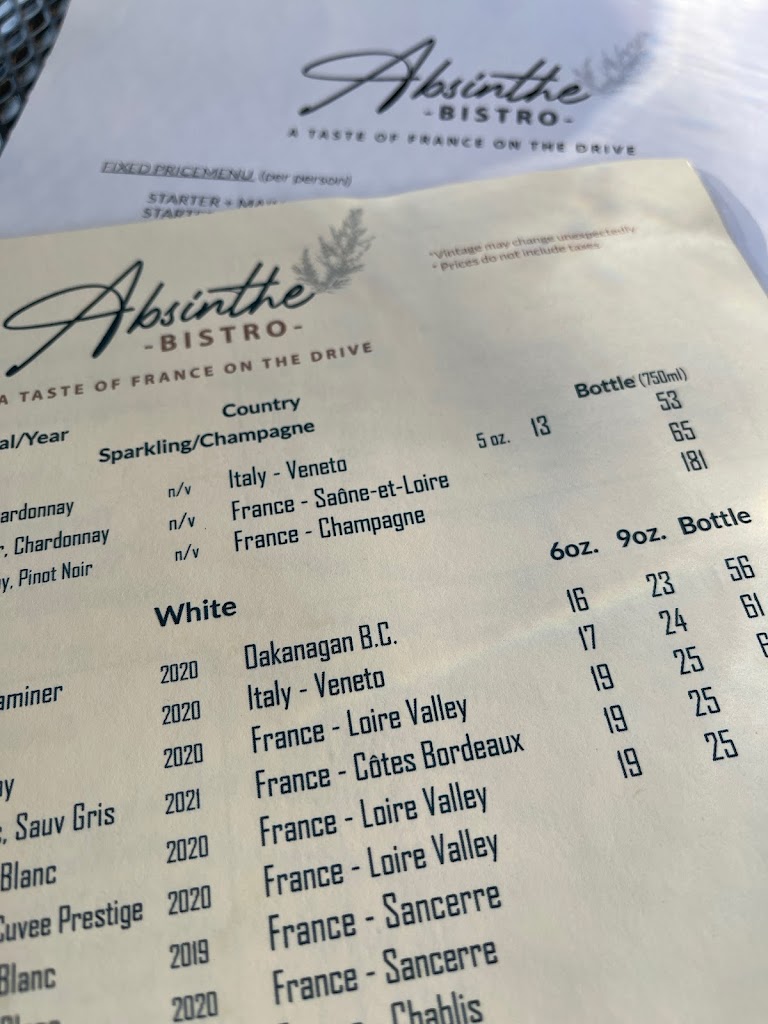 Absinthe
-BISTRO-
A TASTE OF FRANCE ON THE DRIVE
FIXED PRICE MENU (per person)
STARTER + MAI
START
Absinthe
-BISTRO-
A TASTE OF FRANCE ON THE DRIVE
*Vintage may change unexpectedly
* Prices do not include taxes
al/Year Country Bottle (750ml)
Sparkling/Champagne
ardonnay n/v Italy - Veneto 5 oz. 13 53
r, Chardonnay n/v France - Saône-et-Loire 65
y, Pinot Noir n/v France - Champagne 181
White 6oz. 9oz. Bottle
aminer 2020 Oakanagan B.C. 16 23 56
2020 Italy - Veneto 17 24 61
ay 2020 France - Loire Valley 19 25 6
, Sauv Gris 2021 France - Côtes Bordeaux 19 25
Blanc 2020 France - Loire Valley 19 25
Cuvee Prestige 2020 France - Loire Valley
Blanc 2019 France - Sancerre
2020 France - Sancerre
Chablis